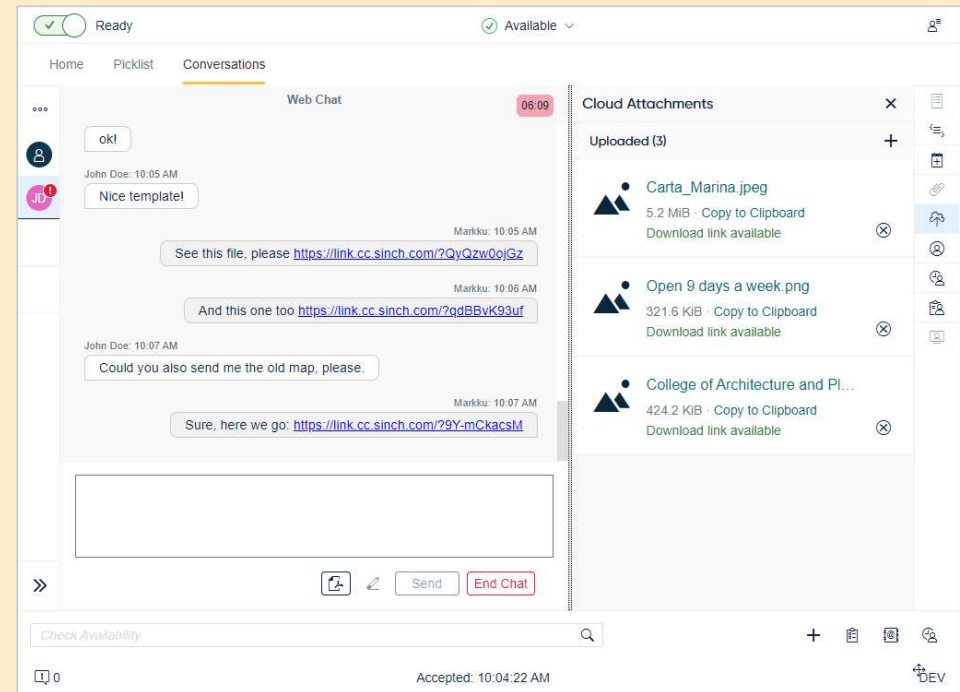 Ready
Available
Home Picklist Conversations
Web Chat
06:09
ok!
John Doe: 10:05 AM
Nice template!
Markku: 10:05 AM
See this file, please https://link.cc.sinch.com/?QyQzw0ojGz
Markku: 10:06 AM
And this one too https://link.cc.sinch.com/?qdBBvK93uf
John Doe: 10:07 AM
Could you also send me the old map, please.
Markku: 10:07 AM
Sure, here we go: https://link.cc.sinch.com/?9Y-mCkacsM
Send End Chat
JD
Cloud Attachments
Uploaded (3)
Carta_Marina.jpeg
5.2 MiB · Copy to Clipboard
Download link available
Open 9 days a week.png
321.6 KiB · Copy to Clipboard
Download link available
College of Architecture and Pl...
424.2 KiB · Copy to Clipboard
Download link available
Check Availability
0
Accepted: 10:04:22 AM
DEV